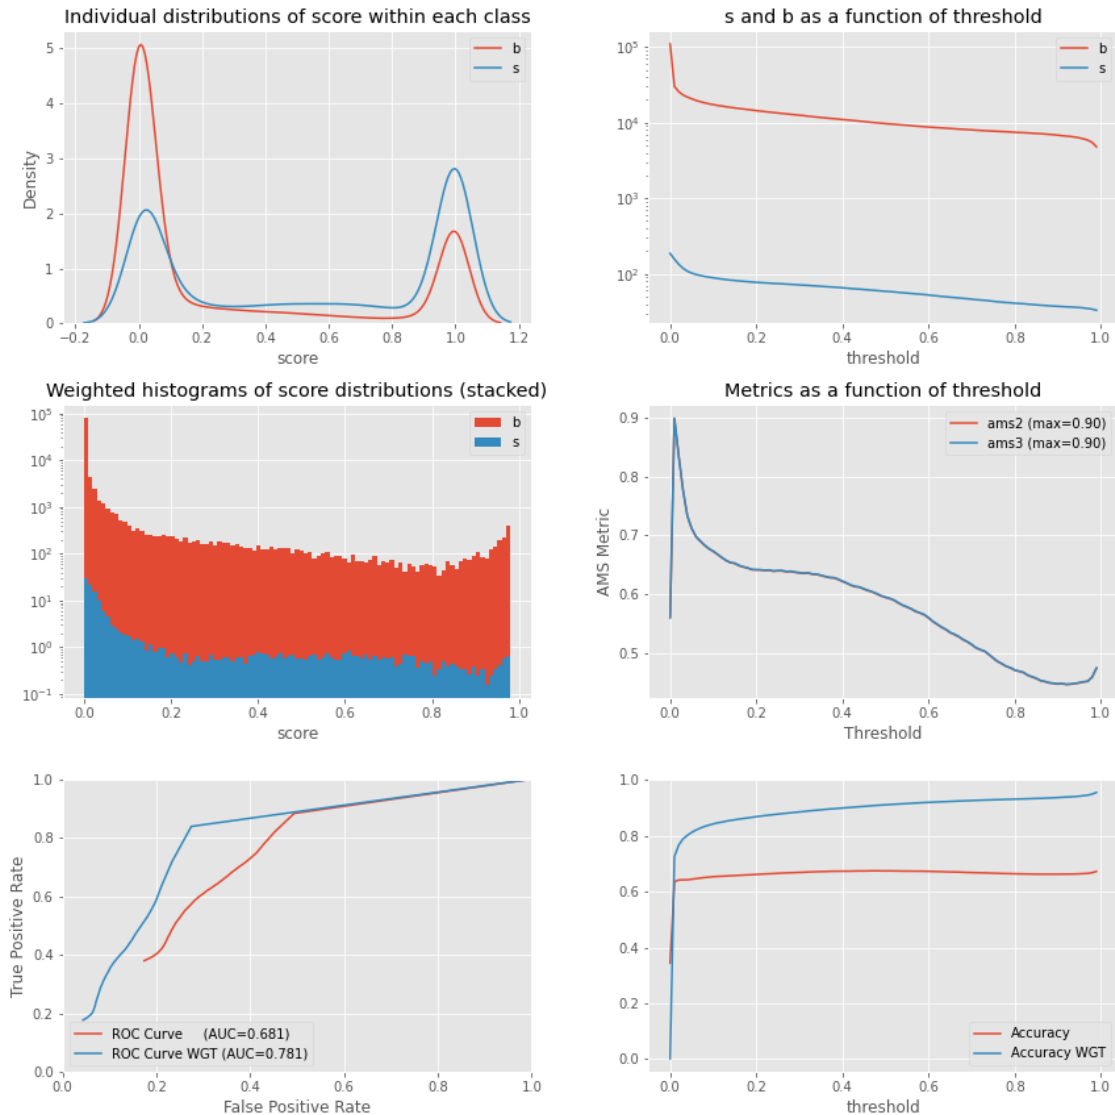 Individual distributions of score within each class
b
s
5
4
3
2
1
0
Density
−0.2
0.0
0.2
0.4
0.6
0.8
1.0
1.2
score
s and b as a function of threshold
b
s
10⁵
10⁴
10³
10²
0.0
0.2
0.4
0.6
0.8
1.0
threshold
Weighted histograms of score distributions (stacked)
b
s
10⁵
10⁴
10³
10²
10¹
10⁰
10⁻¹
0.0
0.2
0.4
0.6
0.8
1.0
score
Metrics as a function of threshold
ams2 (max=0.90)
ams3 (max=0.90)
0.9
0.8
0.7
0.6
0.5
AMS Metric
0.0
0.2
0.4
0.6
0.8
1.0
Threshold
1.0
0.8
0.6
0.4
0.2
0.0
True Positive Rate
ROC Curve (AUC=0.681)
ROC Curve WGT (AUC=0.781)
0.0
0.2
0.4
0.6
0.8
1.0
False Positive Rate
1.0
0.8
0.6
0.4
0.2
0.0
Accuracy
Accuracy WGT
0.0
0.2
0.4
0.6
0.8
1.0
threshold